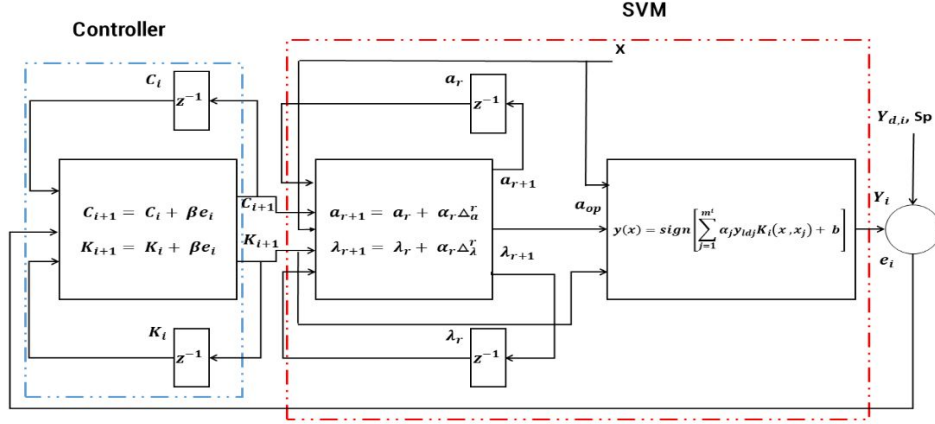 Controller
SVM
X
C_i
z^{-1}
a_r
z^{-1}
Y_{d,i}, Sp
C_{i+1} = C_i + βe_i
K_{i+1} = K_i + βe_i
C_{i+1}
K_{i+1}
a_{r+1} = a_r + α_r Δ_a^r
λ_{r+1} = λ_r + α_r Δ_λ^r
a_{r+1}
λ_{r+1}
a_{op}
y(x) = sign [ \sum_{j=1}^{m^i} α_j y_{ldj} K_i(x, x_j) + b ]
Y_i
e_i
K_i
z^{-1}
λ_r
z^{-1}